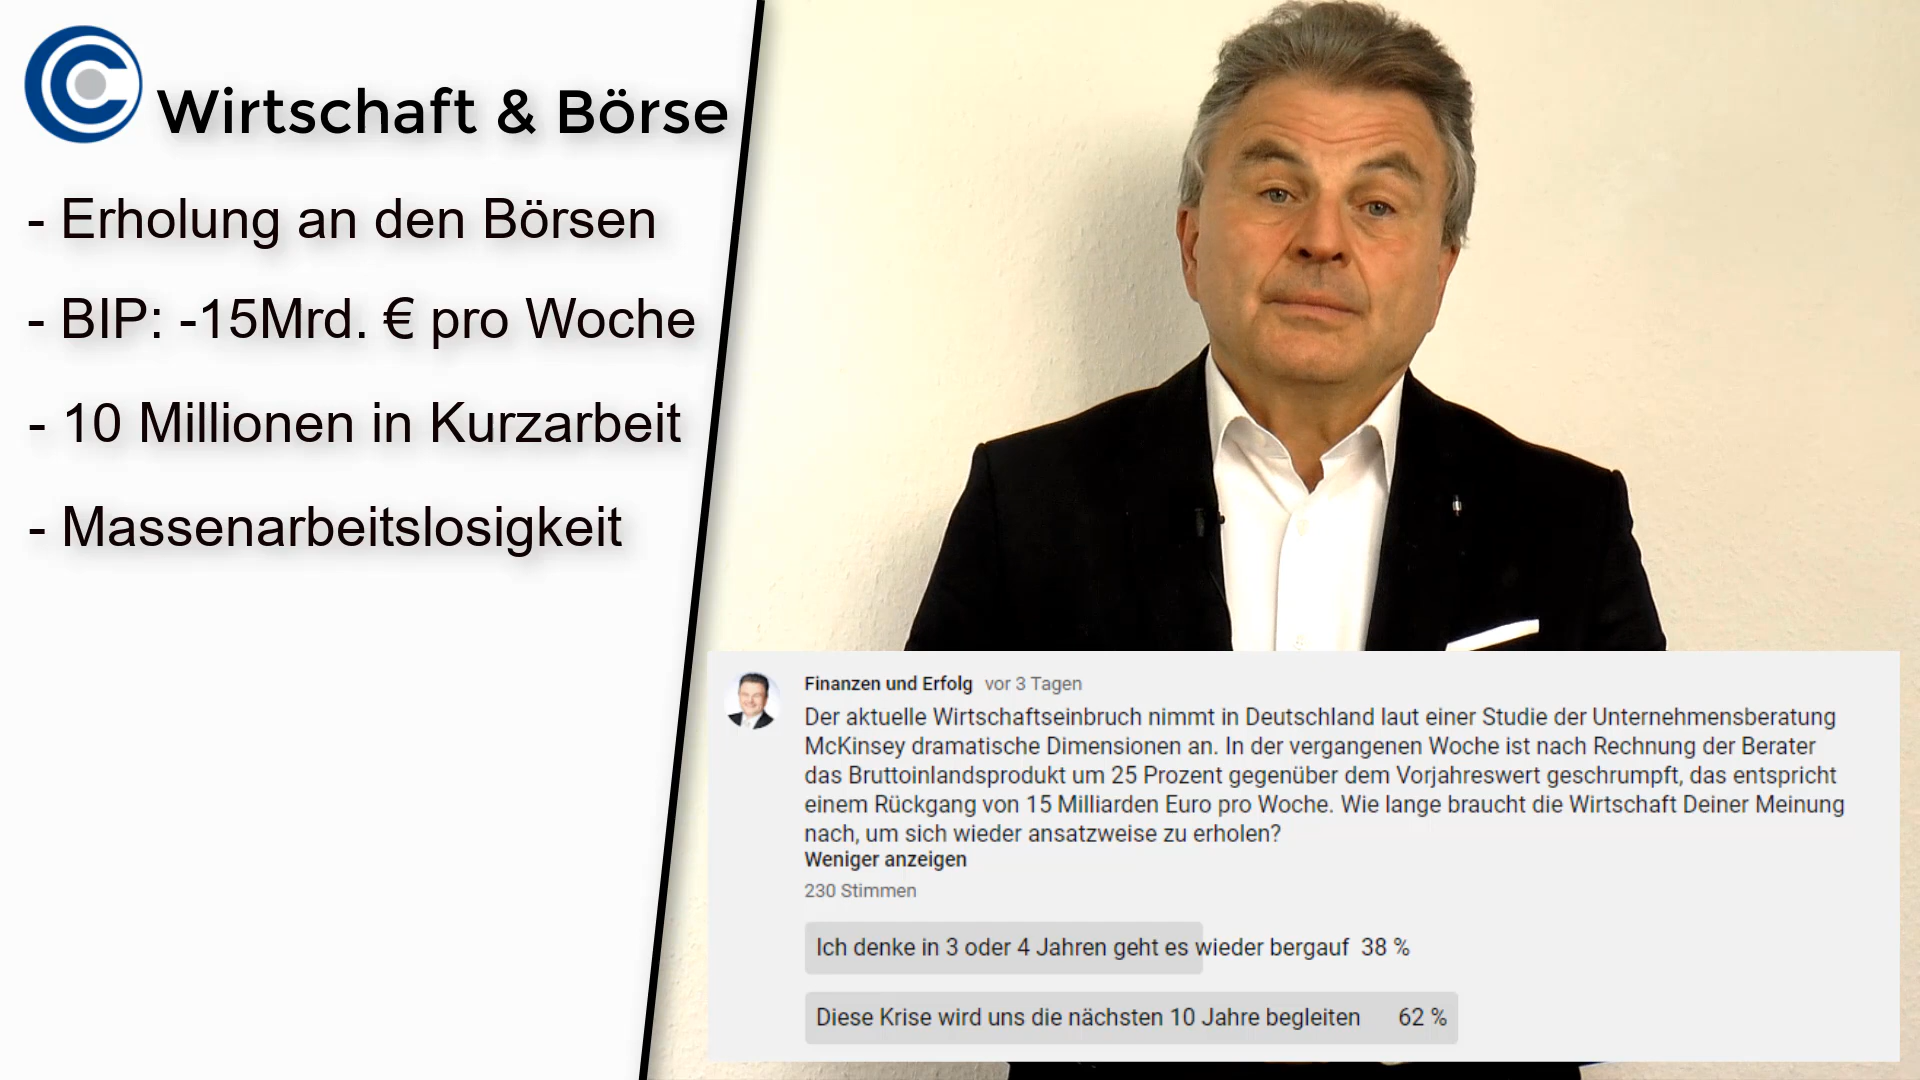 Wirtschaft & Börse
- Erholung an den Börsen
- BIP: -15Mrd. € pro Woche
- 10 Millionen in Kurzarbeit
- Massenarbeitslosigkeit
Finanzen und Erfolg vor 3 Tagen
Der aktuelle Wirtschaftseinbruch nimmt in Deutschland laut einer Studie der Unternehmensberatung
McKinsey dramatische Dimensionen an. In der vergangenen Woche ist nach Rechnung der Berater
das Bruttoinlandsprodukt um 25 Prozent gegenüber dem Vorjahreswert geschrumpft, das entspricht
einem Rückgang von 15 Milliarden Euro pro Woche. Wie lange braucht die Wirtschaft Deiner Meinung
nach, um sich wieder ansatzweise zu erholen?
Weniger anzeigen
230 Stimmen
Ich denke in 3 oder 4 Jahren geht es wieder bergauf 38 %
Diese Krise wird uns die nächsten 10 Jahre begleiten 62 %